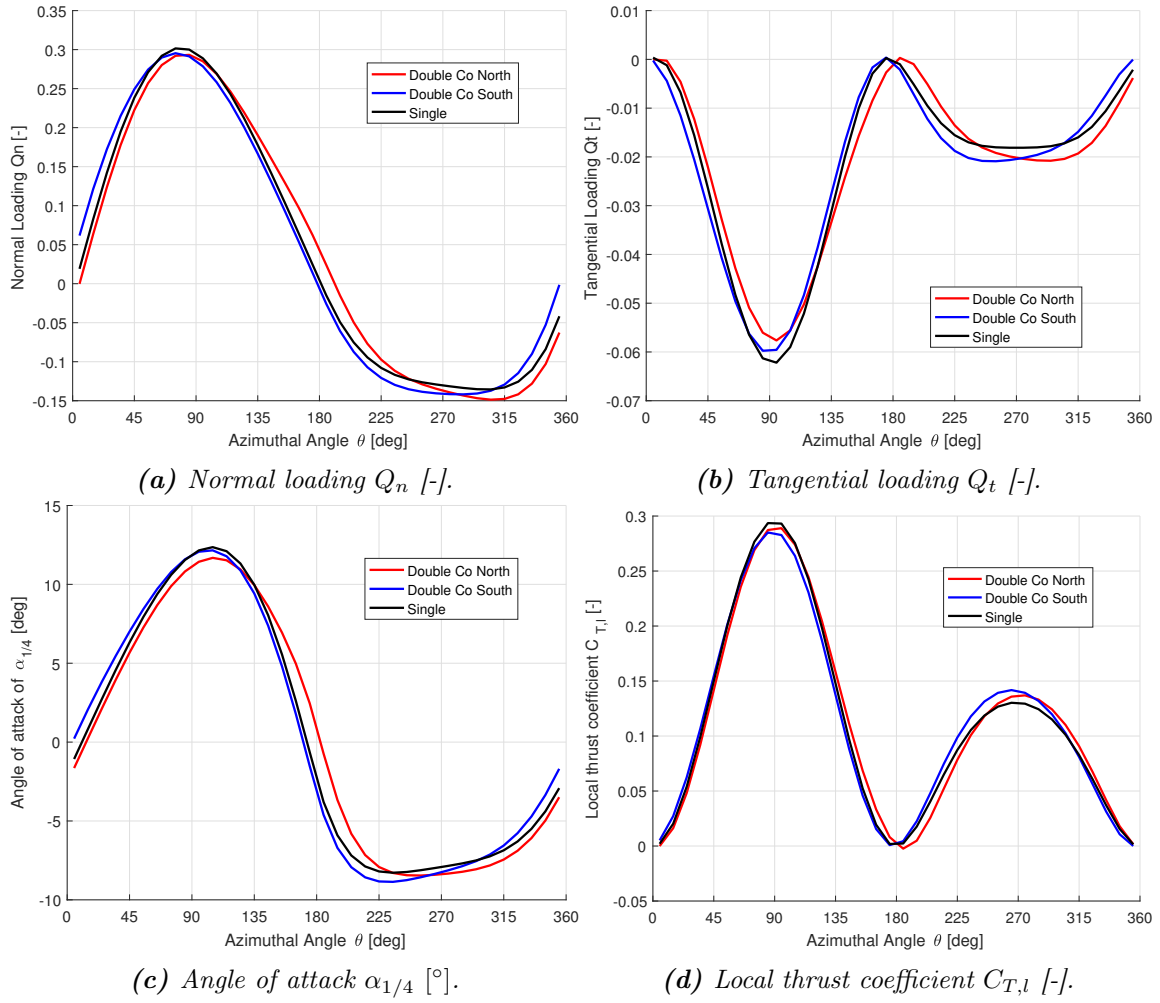 0.35
0.3
0.25
0.2
0.15
0.1
0.05
0
-0.05
-0.1
-0.15
Normal Loading Qn [-]
0 45 90 135 180 225 270 315 360
Azimuthal Angle θ [deg]
Double Co North
Double Co South
Single
(a) Normal loading Qn [-].
0.01
0
-0.01
-0.02
-0.03
-0.04
-0.05
-0.06
-0.07
Tangential Loading Qt [-]
0 45 90 135 180 225 270 315 360
Azimuthal Angle θ [deg]
Double Co North
Double Co South
Single
(b) Tangential loading Qt [-].
15
10
5
0
-5
-10
Angle of attack of α1/4 [deg]
0 45 90 135 180 225 270 315 360
Azimuthal Angle θ [deg]
Double Co North
Double Co South
Single
(c) Angle of attack α1/4 [°].
0.3
0.25
0.2
0.15
0.1
0.05
0
-0.05
Local thrust coefficient C T,l [-]
0 45 90 135 180 225 270 315 360
Azimuthal Angle θ [deg]
Double Co North
Double Co South
Single
(d) Local thrust coefficient CT,l [-].